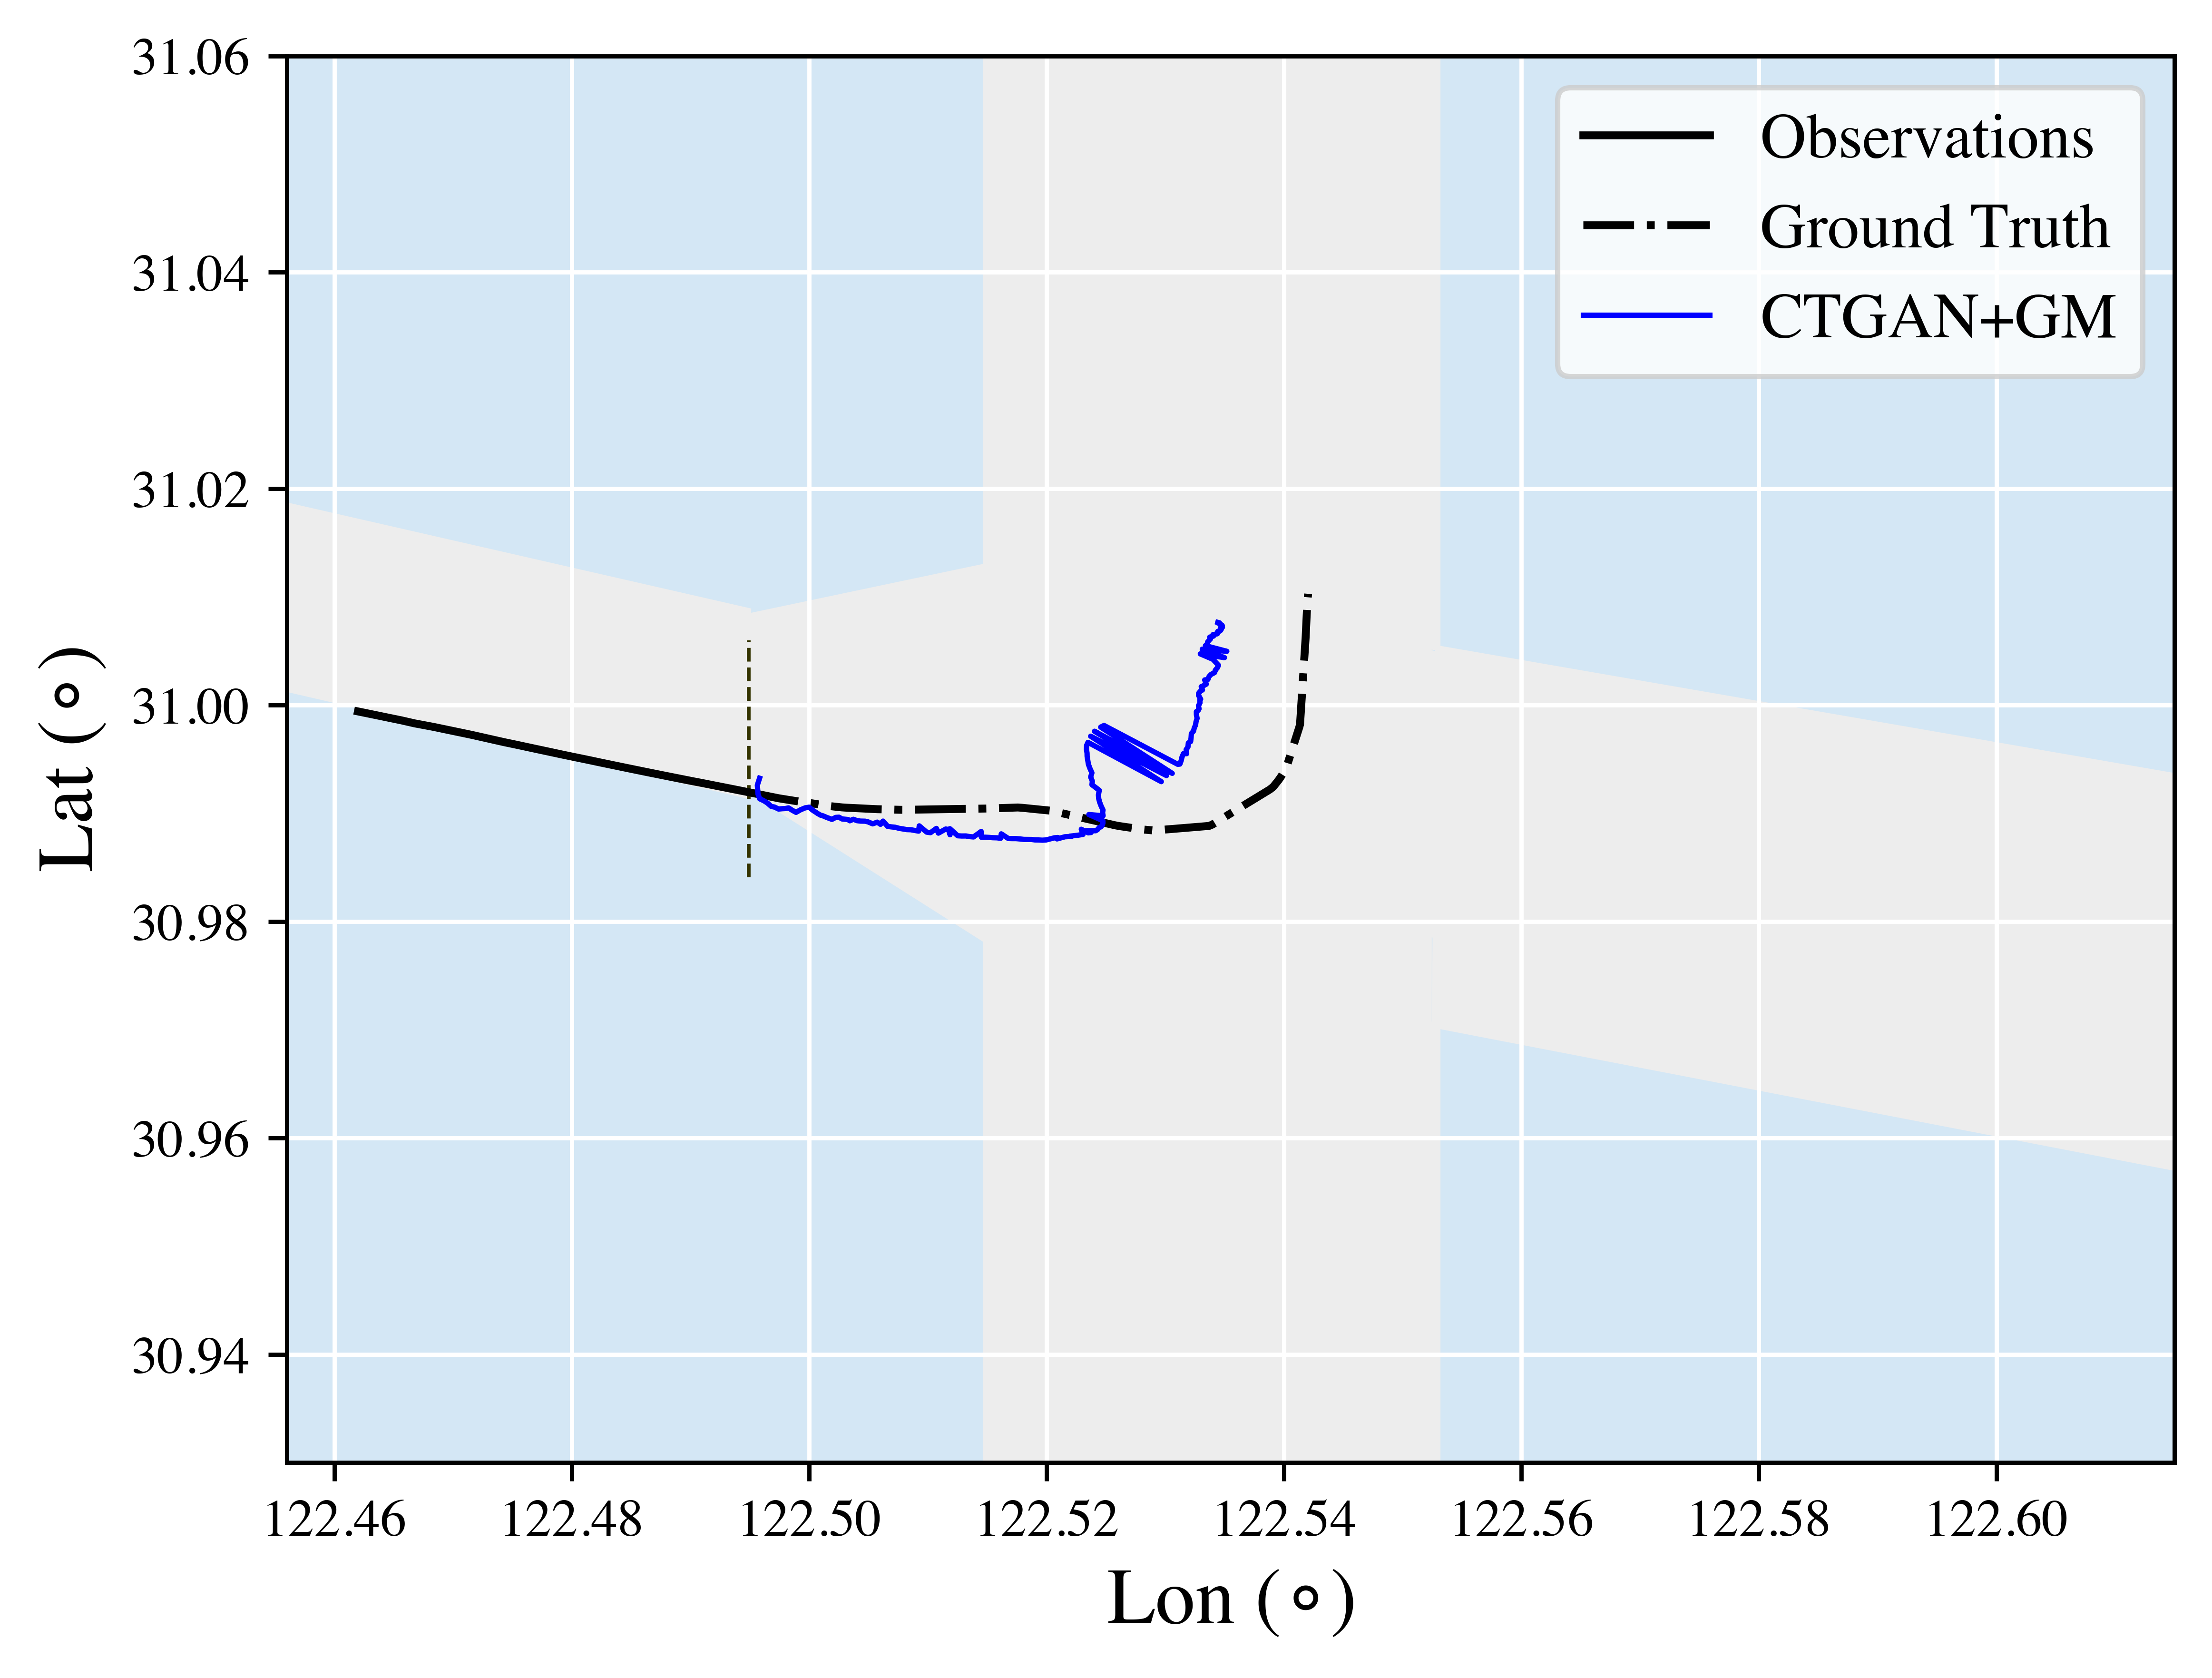 31.06
31.04
31.02
31.00
30.98
30.96
30.94
Lat (∘)
Observations
Ground Truth
CTGAN+GM
122.46 122.48 122.50 122.52 122.54 122.56 122.58 122.60
Lon (∘)